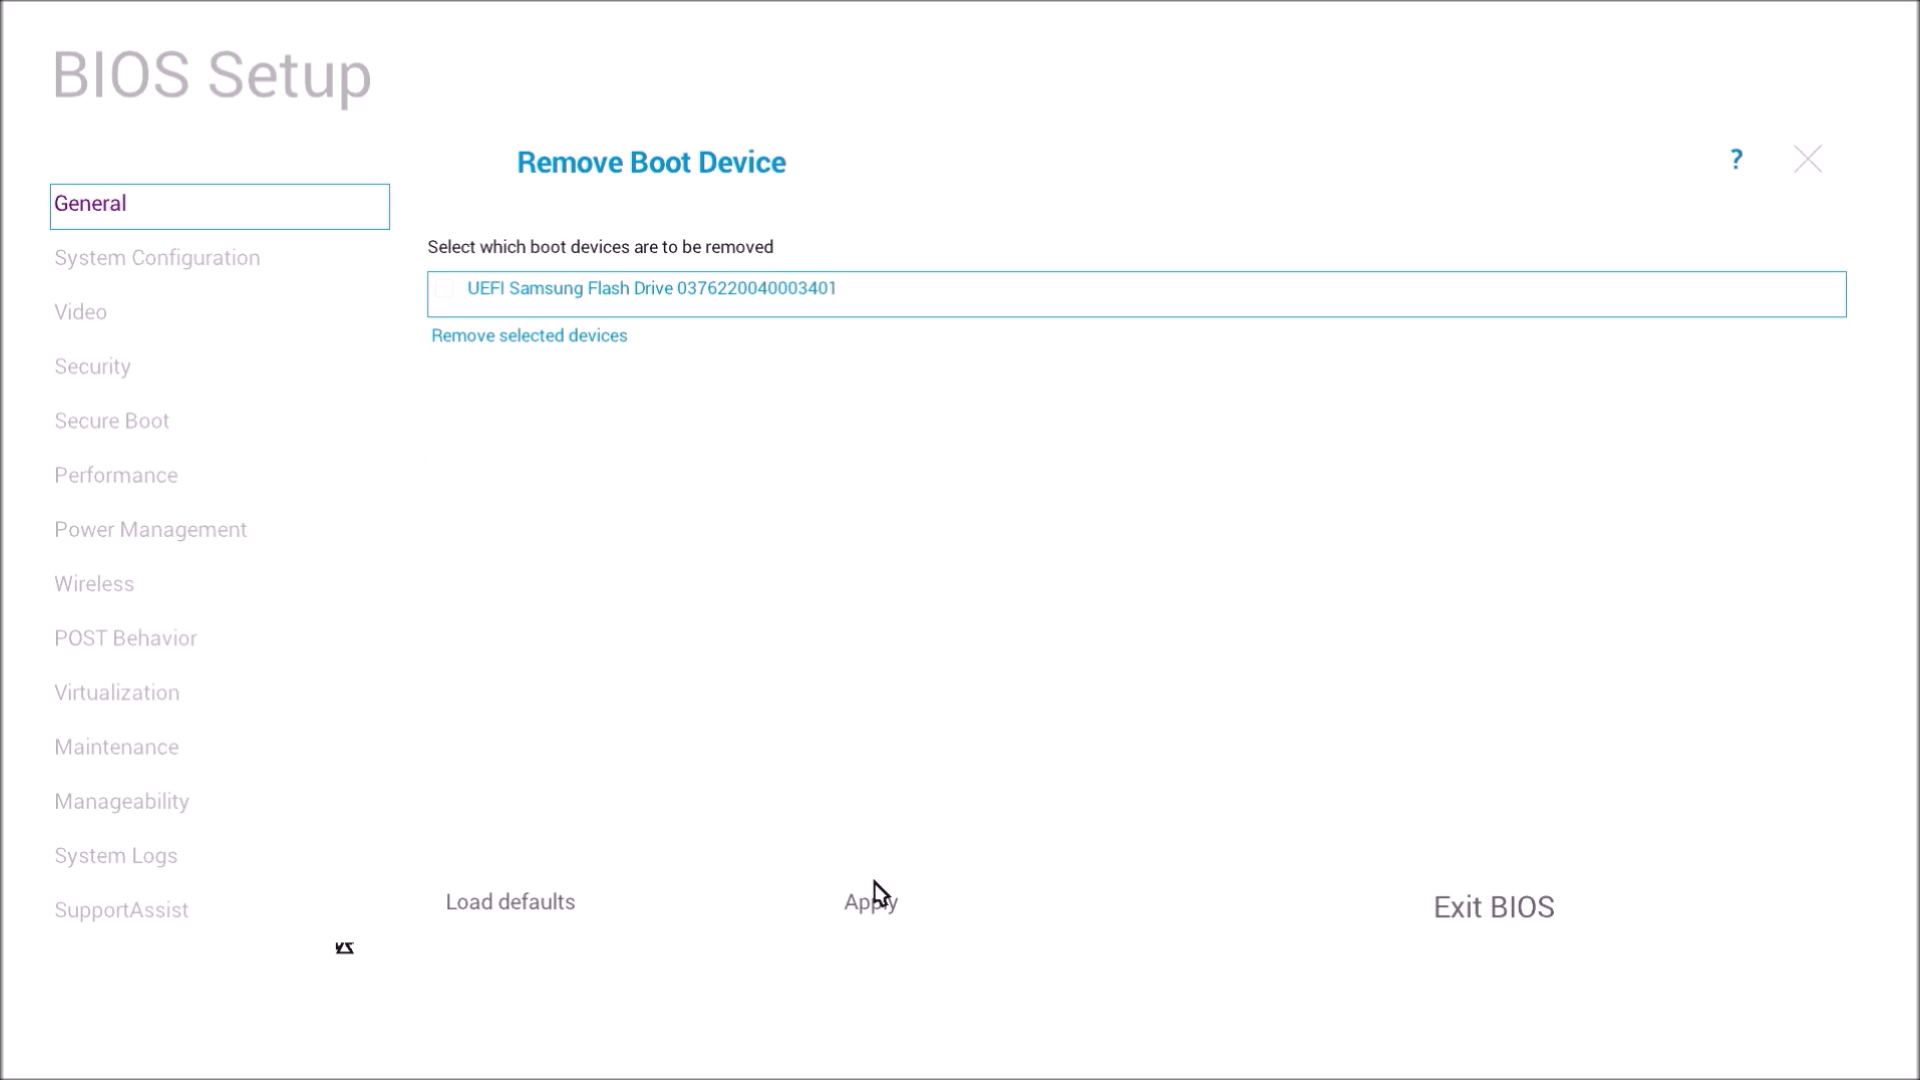 BIOS Setup
Remove Boot Device
?
General
Select which boot devices are to be removed
System Configuration
UEFI Samsung Flash Drive 0376220040003401
Video
Remove selected devices
Security
Secure Boot
Performance
Power Management
Wireless
POST Behavior
Virtualization
Maintenance
Manageability
System Logs
SupportAssist
Load defaults
Apply
Exit BIOS